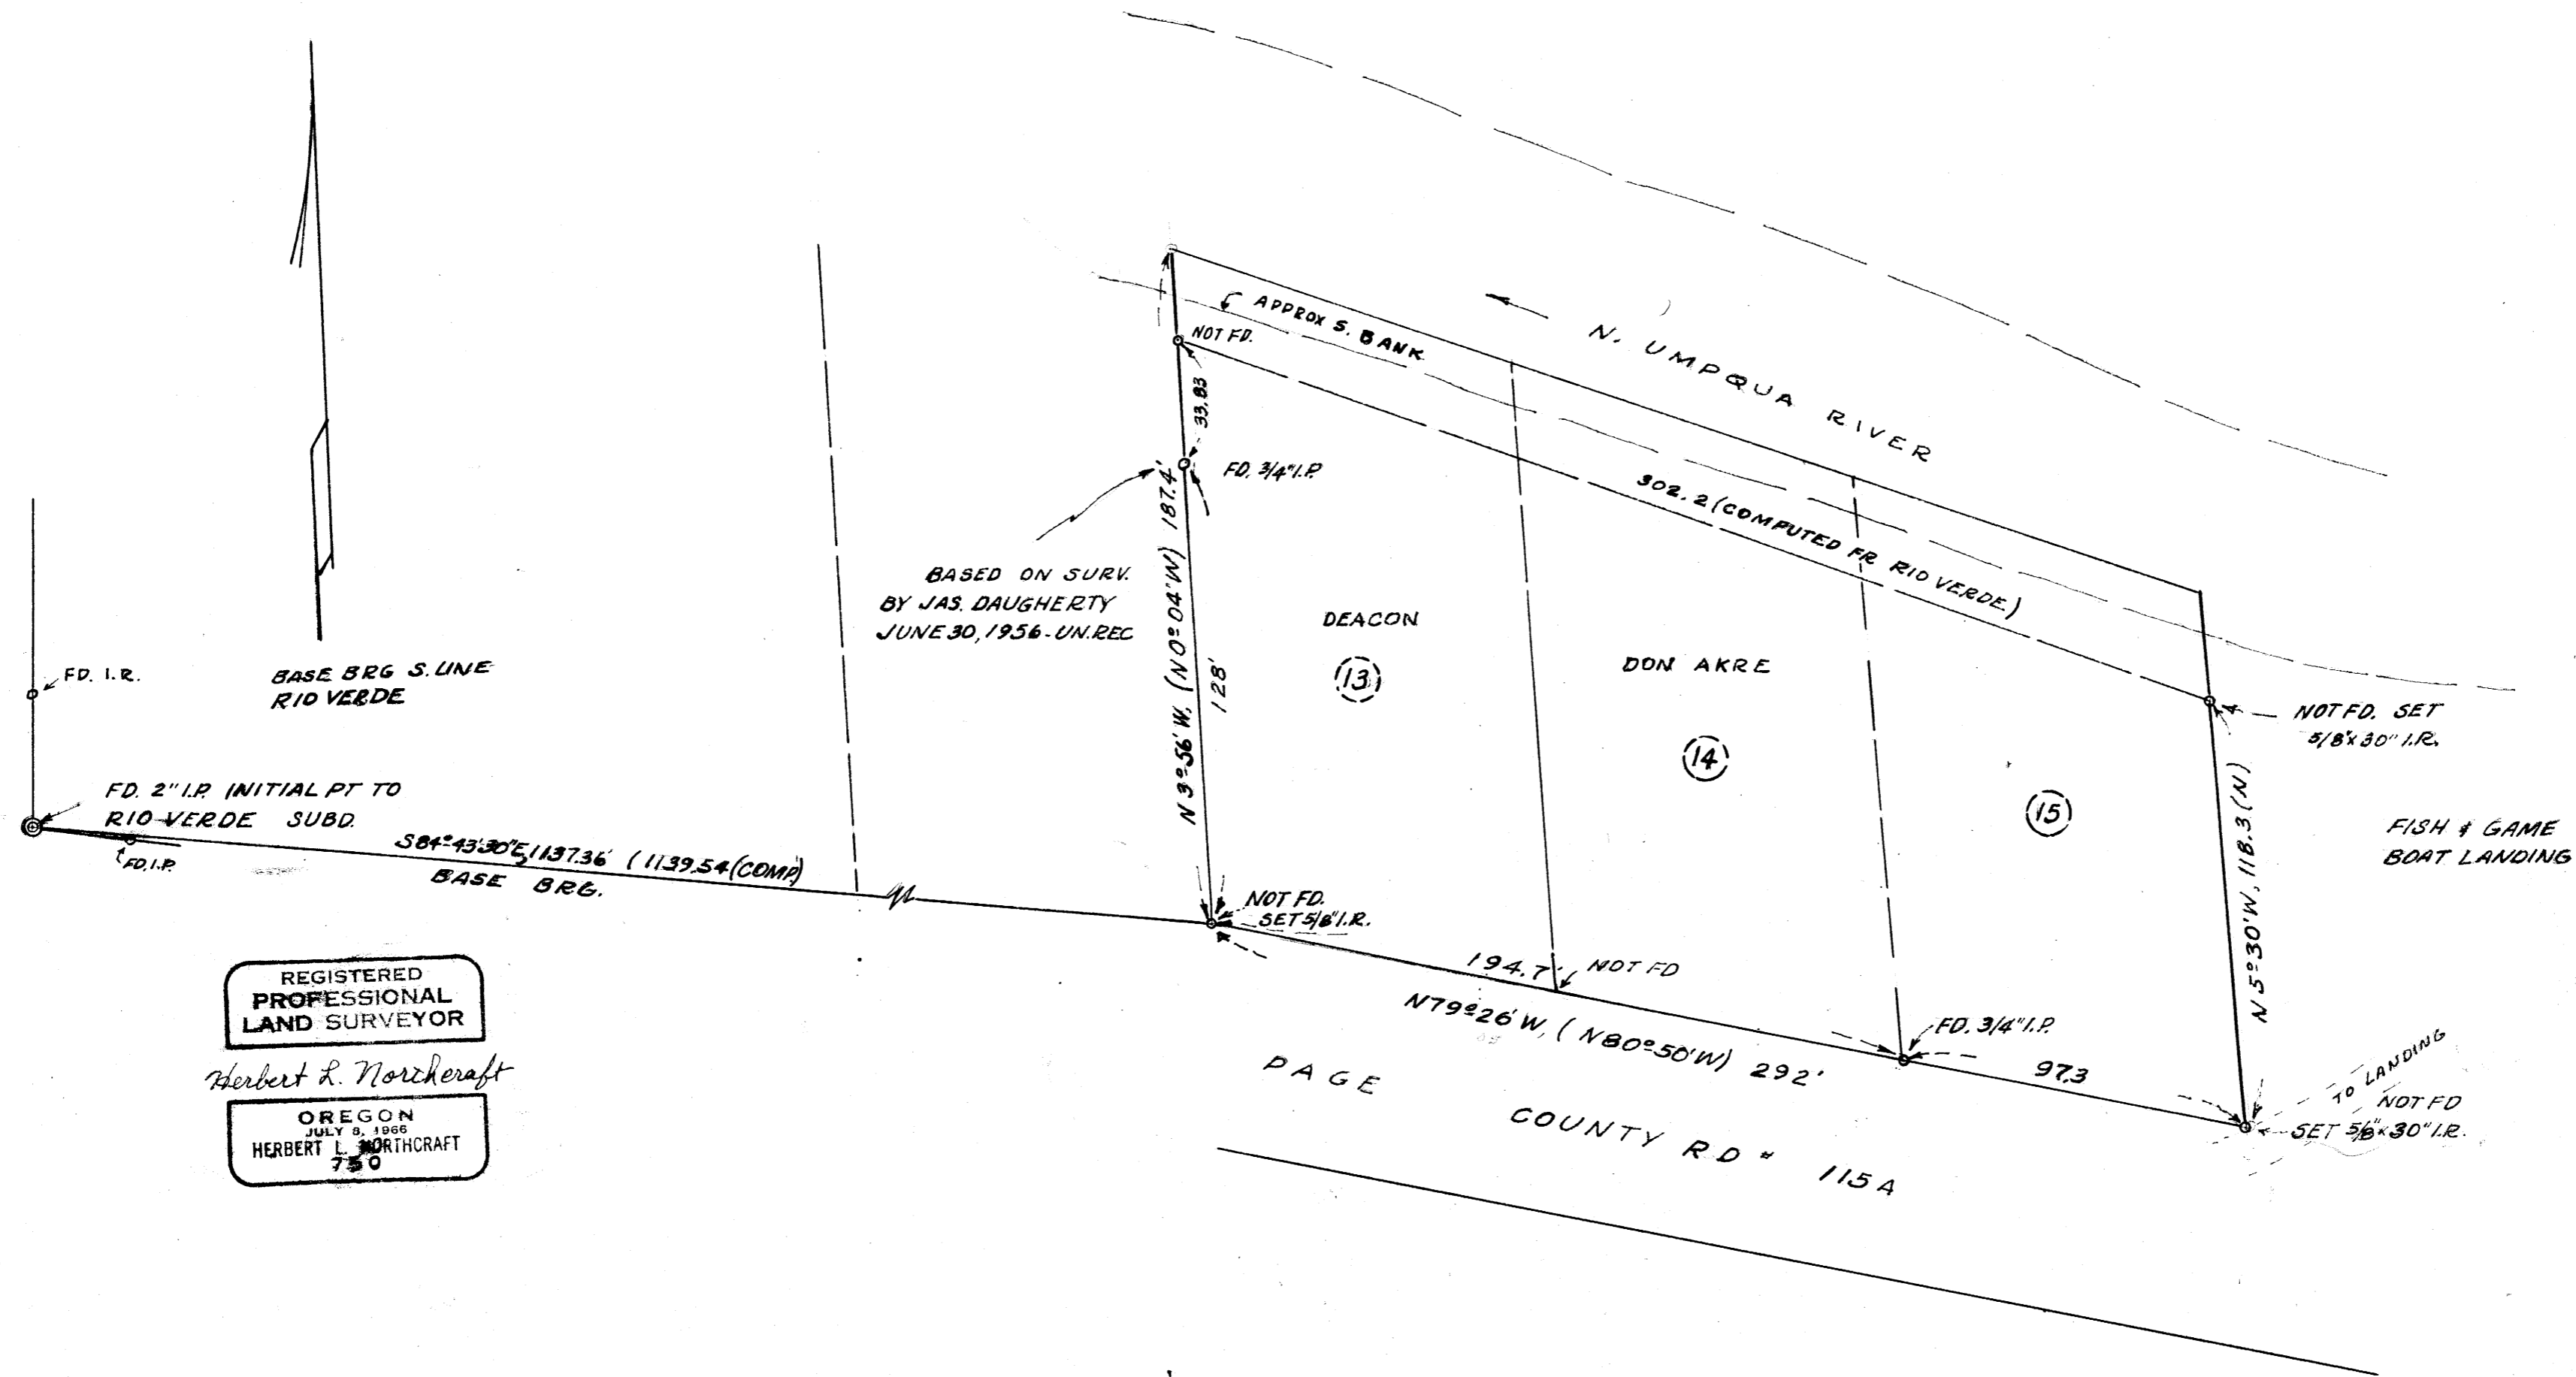 APPROX S. BANK
N. UMPQUA RIVER
NOT FD.
33.83
FD. 3/4" I.P.
302.2 (COMPUTED FR RIO VERDE)
N 3° 56' W, (N 0° 04' W) 187.4'
128'
BASED ON SURV.
BY JAS. DAUGHERTY
JUNE 30, 1956 - UN.REC
DEACON
13
DON AKRE
14
15
FD. I.R.
BASE BRG S. LINE
RIO VERDE
NOT FD. SET
5/8" x 30" I.R.
N 5° 30' W, 118.3 (N)
FISH & GAME
BOAT LANDING
FD. 2" I.P. INITIAL PT TO
RIO VERDE SUBD.
FD. I.P.
S 84° 43' 30" E, 1137.36' (1139.54 (COMP.)
BASE BRG.
NOT FD.
SET 5/8" I.R.
194.7'
NOT FD
N 79° 26' W, (N 80° 50' W) 292'
FD. 3/4" I.P.
97.3
TO LANDING
NOT FD
SET 5/8" x 30" I.R.
PAGE
COUNTY RD # 115 A
REGISTERED
PROFESSIONAL
LAND SURVEYOR
Herbert L. Northcraft
OREGON
JULY 8, 1966
HERBERT L. NORTHCRAFT
750